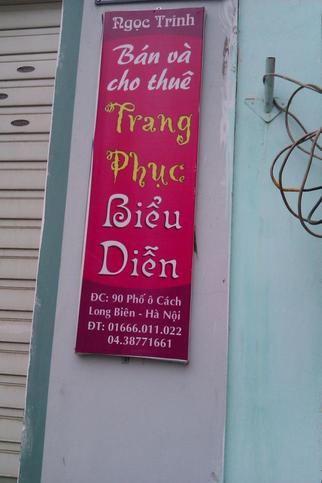 Ngọc Trinh
Bán và
cho thuê
Trang
Phục
Biểu
Diễn
ĐC: 90 Phố ô Cách
Long Biên - Hà Nội
ĐT: 01666.011.022
04.38771661